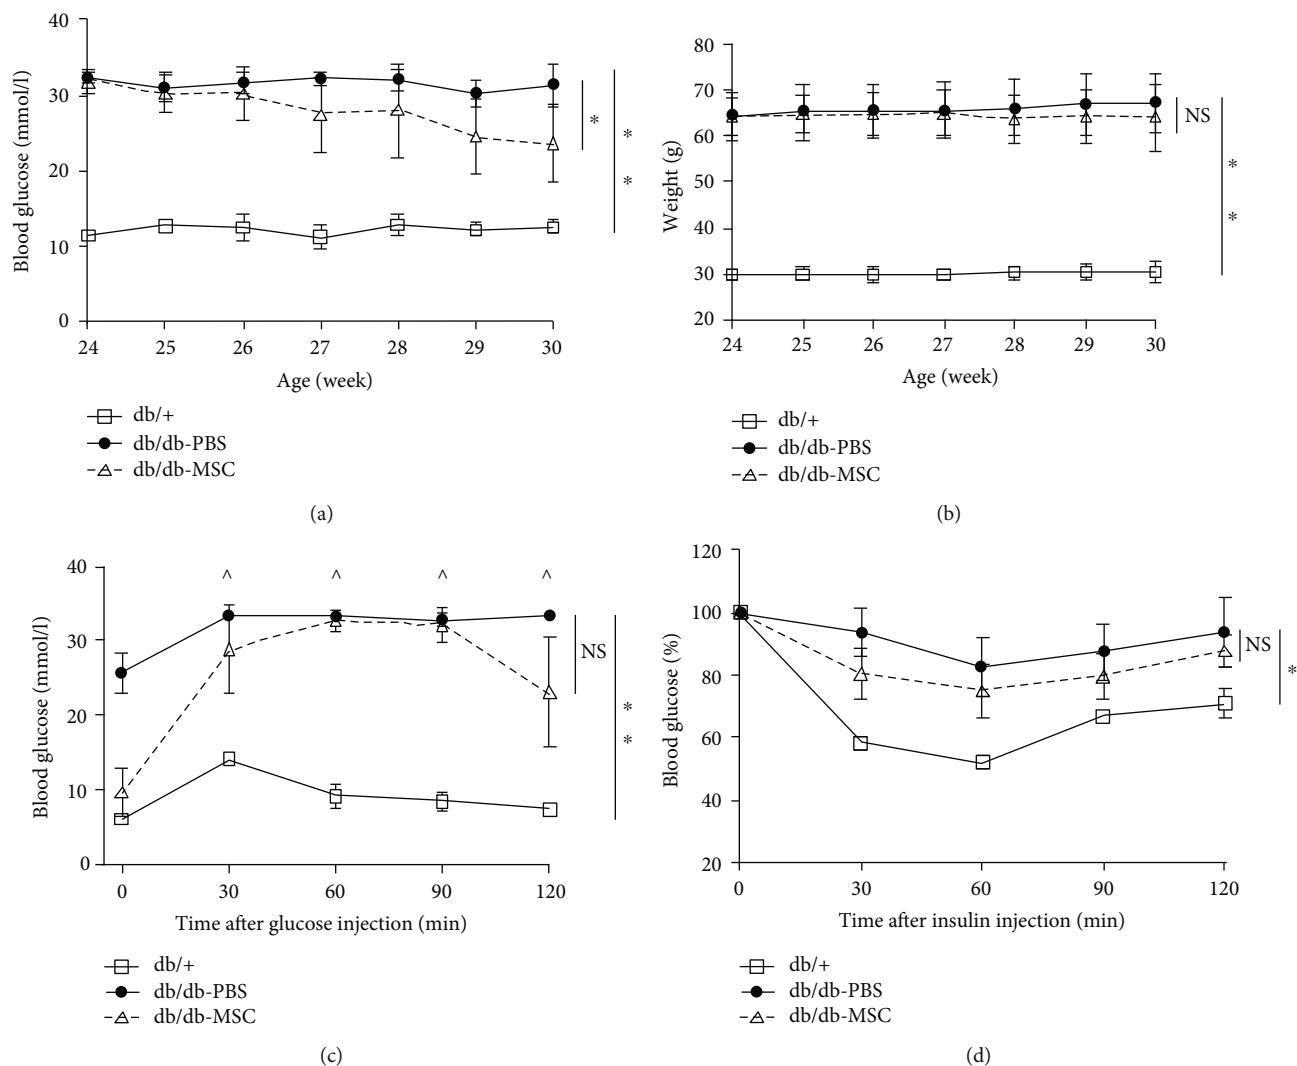 Blood glucose (mmol/l)
40
30
20
10
0
24 25 26 27 28 29 30
Age (week)
*
*
*
db/+
db/db-PBS
db/db-MSC
(a)
Weight (g)
80
70
60
50
40
30
20
24 25 26 27 28 29 30
Age (week)
NS
*
*
db/+
db/db-PBS
db/db-MSC
(b)
Blood glucose (mmol/l)
40
30
20
10
0
^ ^ ^ ^
0 30 60 90 120
Time after glucose injection (min)
NS
*
*
db/+
db/db-PBS
db/db-MSC
(c)
Blood glucose (%)
120
100
80
60
40
20
0 30 60 90 120
Time after insulin injection (min)
NS
*
db/+
db/db-PBS
db/db-MSC
(d)